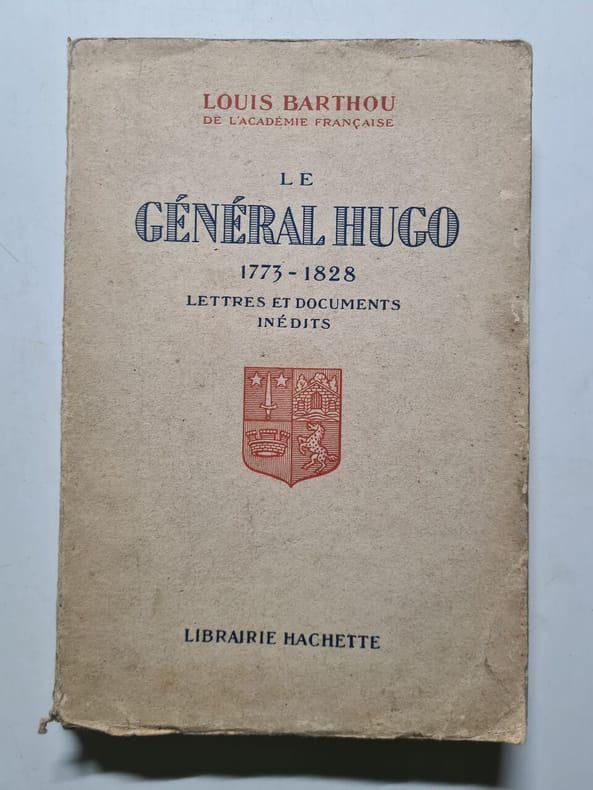 LOUIS BARTHOU
DE L'ACADÉMIE FRANÇAISE
LE
GÉNÉRAL HUGO
1773-1828
LETTRES ET DOCUMENTS
INÉDITS
LIBRAIRIE HACHETTE